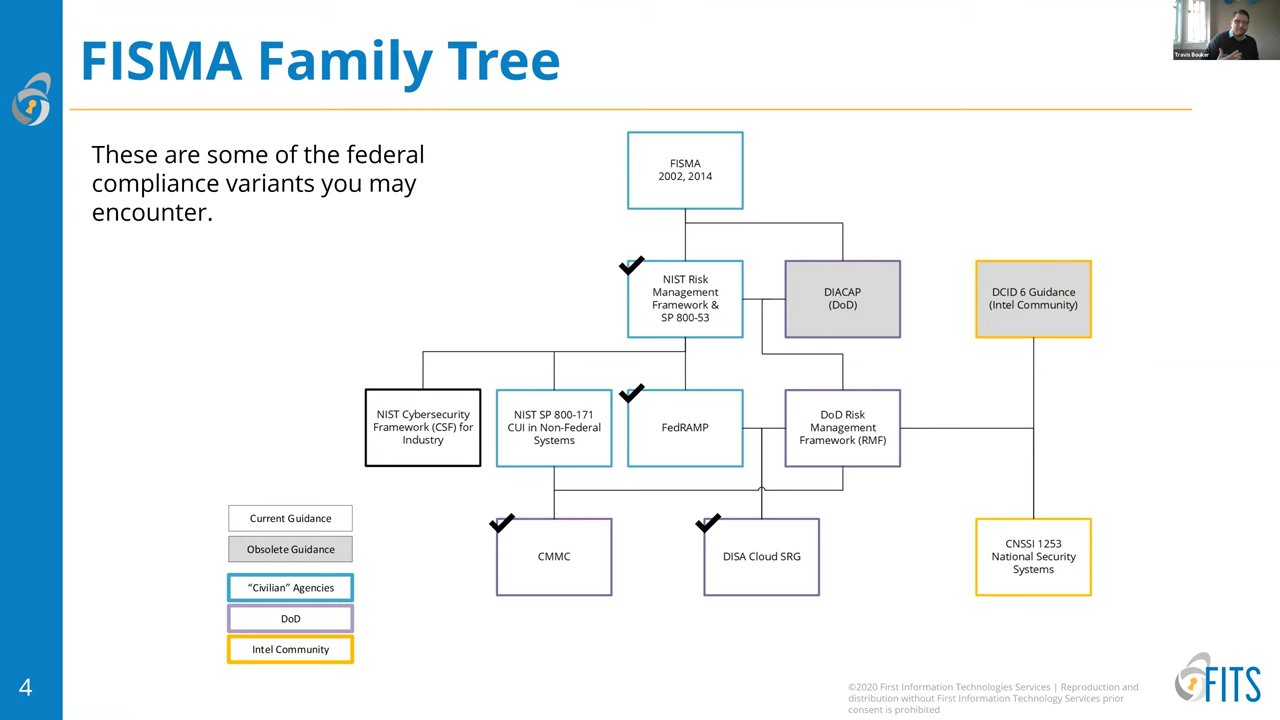 FISMA Family Tree
Travis Bouker
These are some of the federal
compliance variants you may
encounter.
FISMA
2002, 2014
NIST Risk
Management
Framework &
SP 800-53
DIACAP
(DoD)
DCID 6 Guidance
(Intel Community)
NIST Cybersecurity
Framework (CSF) for
Industry
NIST SP 800-171
CUI in Non-Federal
Systems
FedRAMP
DoD Risk
Management
Framework (RMF)
CMMC
DISA Cloud SRG
CNSSI 1253
National Security
Systems
Current Guidance
Obsolete Guidance
“Civilian” Agencies
DoD
Intel Community
4
©2020 First Information Technologies Services | Reproduction and
distribution without First Information Technology Services prior
consent is prohibited
FITS